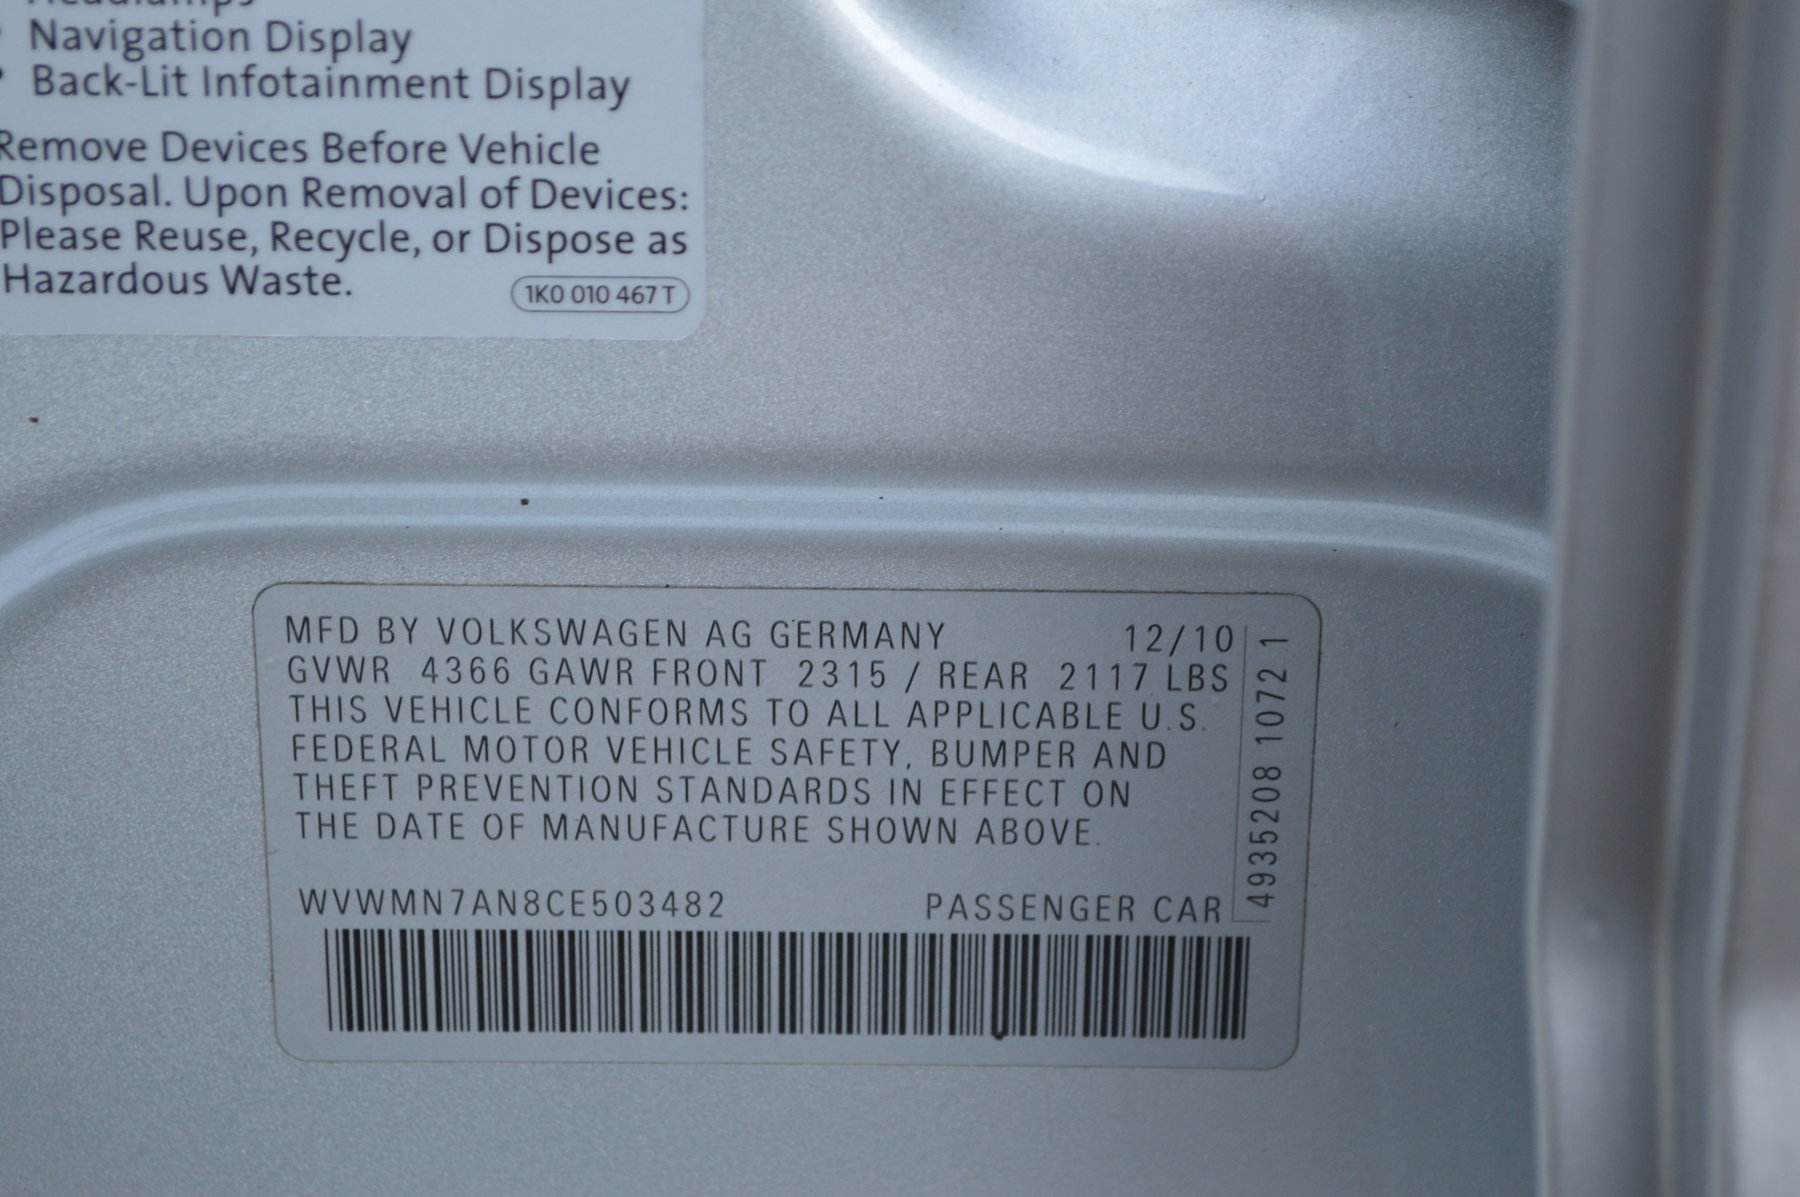 Headlamps
Navigation Display
Back-Lit Infotainment Display
Remove Devices Before Vehicle
Disposal. Upon Removal of Devices:
Please Reuse, Recycle, or Dispose as
Hazardous Waste.
1K0 010 467 T
MFD BY VOLKSWAGEN AG GERMANY 12/10
GVWR 4366 GAWR FRONT 2315 / REAR 2117 LBS
THIS VEHICLE CONFORMS TO ALL APPLICABLE U.S.
FEDERAL MOTOR VEHICLE SAFETY, BUMPER AND
THEFT PREVENTION STANDARDS IN EFFECT ON
THE DATE OF MANUFACTURE SHOWN ABOVE.
WVWMN7AN8CE503482 PASSENGER CAR
4935208 1072 1